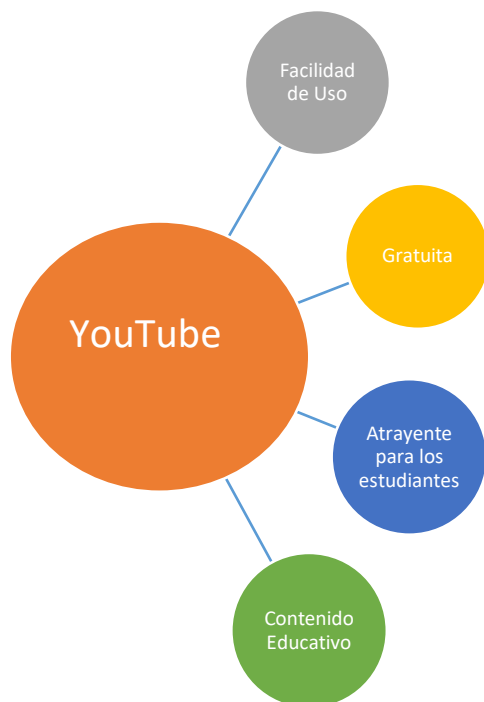 Facilidad
de Uso
Gratuita
YouTube
Atrayente
para los
estudiantes
Contenido
Educativo